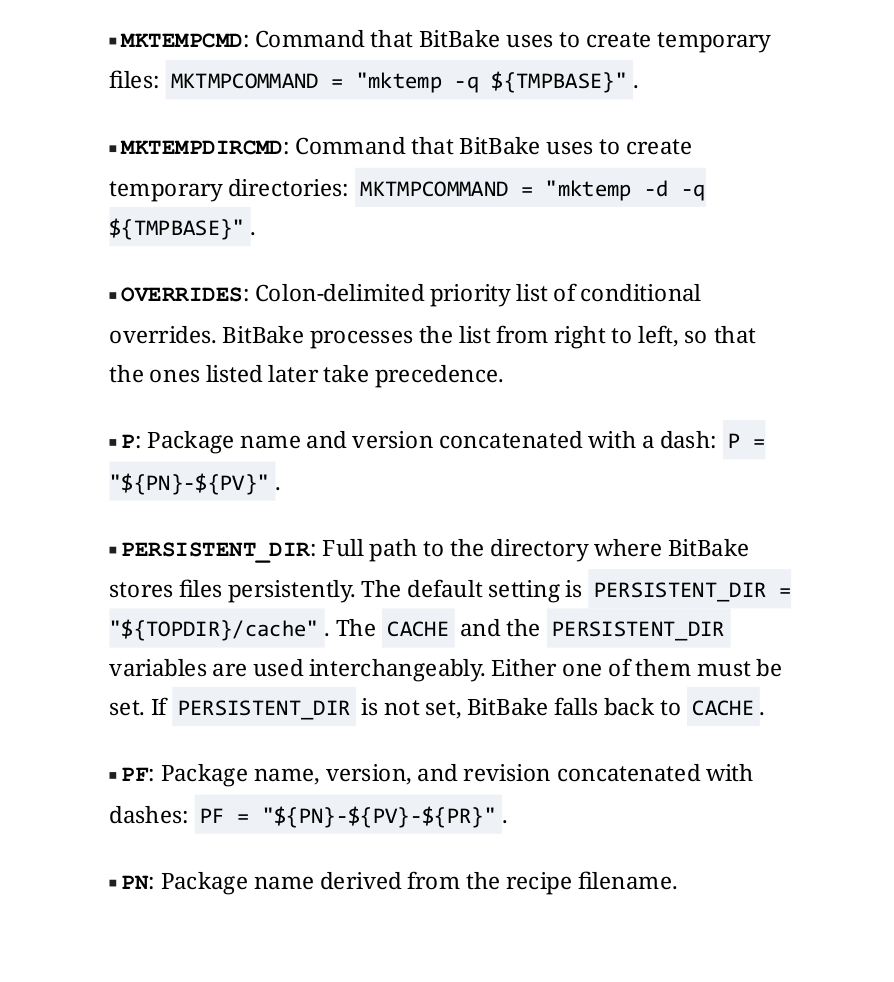 ▪ MKTEMPCMD: Command that BitBake uses to create temporary
files: MKTMPCOMMAND = "mktemp -q ${TMPBASE}".
▪ MKTEMPDIRCMD: Command that BitBake uses to create
temporary directories: MKTMPCOMMAND = "mktemp -d -q
${TMPBASE}".
▪ OVERRIDES: Colon-delimited priority list of conditional
overrides. BitBake processes the list from right to left, so that
the ones listed later take precedence.
▪ P: Package name and version concatenated with a dash: P =
"${PN}-${PV}".
▪ PERSISTENT_DIR: Full path to the directory where BitBake
stores files persistently. The default setting is PERSISTENT_DIR =
"${TOPDIR}/cache". The CACHE and the PERSISTENT_DIR
variables are used interchangeably. Either one of them must be
set. If PERSISTENT_DIR is not set, BitBake falls back to CACHE.
▪ PF: Package name, version, and revision concatenated with
dashes: PF = "${PN}-${PV}-${PR}".
▪ PN: Package name derived from the recipe filename.